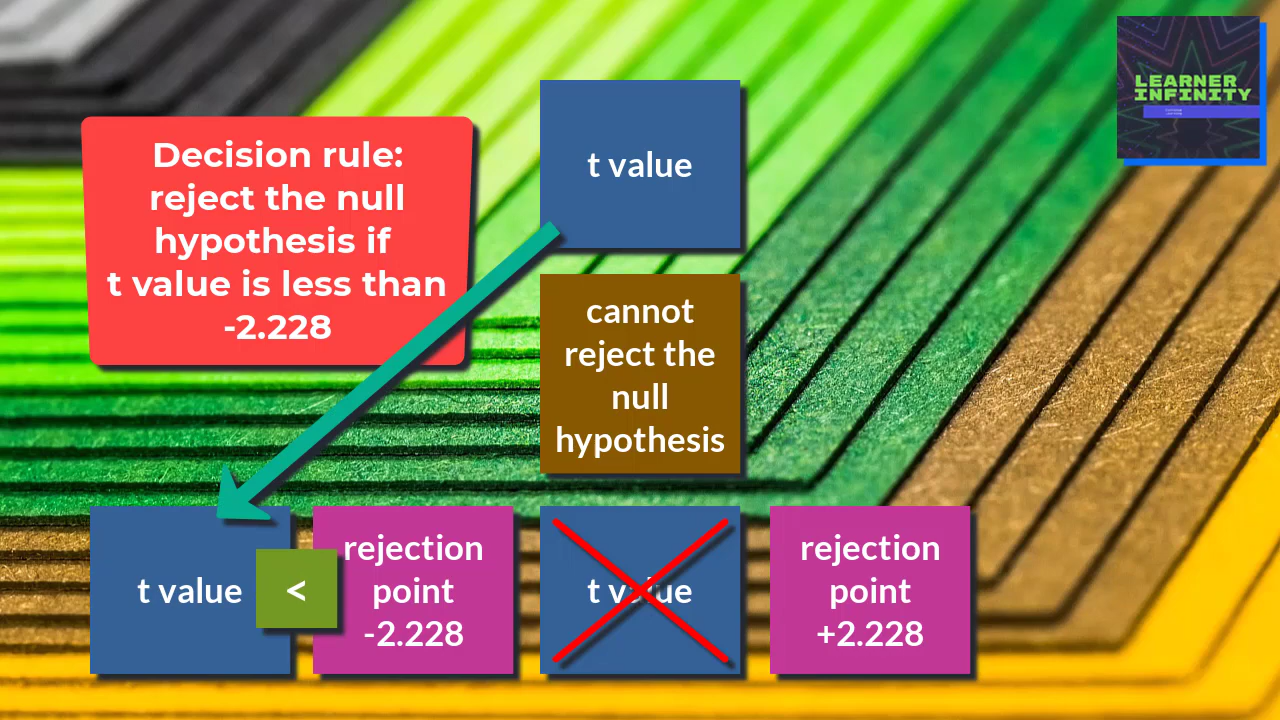 LEARNER
INFINITY
Decision rule:
reject the null
hypothesis if
t value is less than
-2.228
t value
cannot
reject the
null
hypothesis
t value
<
rejection
point
-2.228
t value
rejection
point
+2.228